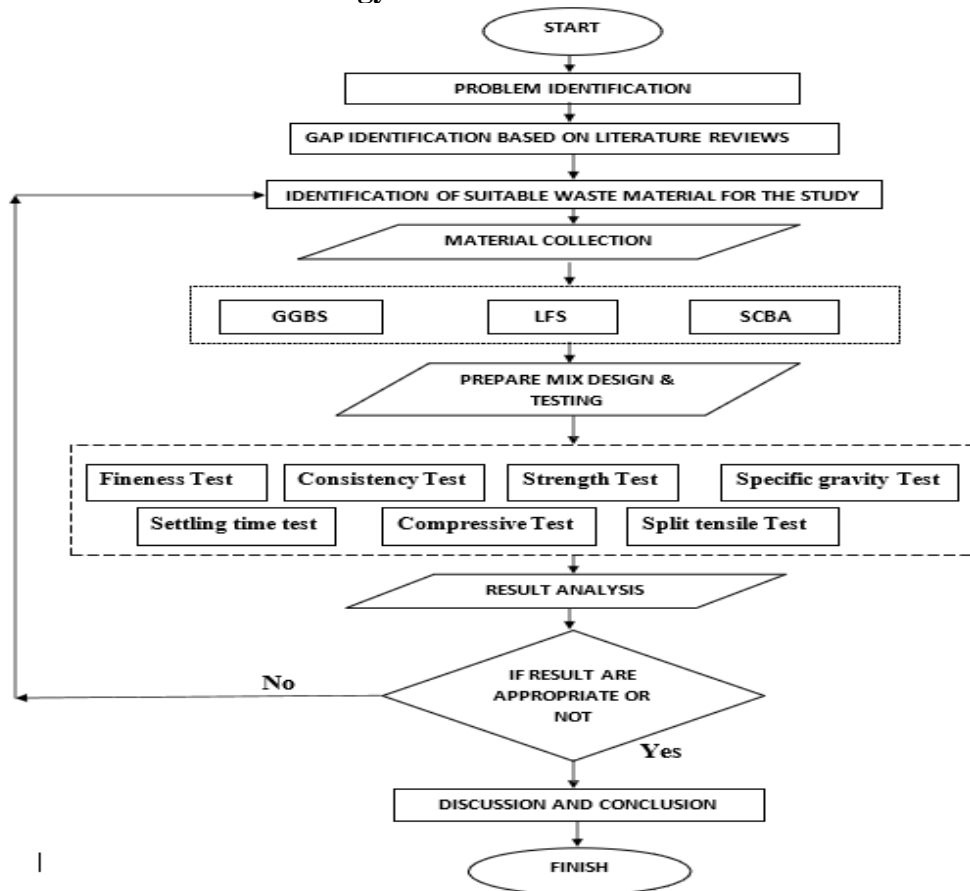 START
PROBLEM IDENTIFICATION
GAP IDENTIFICATION BASED ON LITERATURE REVIEWS
IDENTIFICATION OF SUITABLE WASTE MATERIAL FOR THE STUDY
MATERIAL COLLECTION
GGBS
LFS
SCBA
PREPARE MIX DESIGN &
TESTING
Fineness Test
Consistency Test
Strength Test
Specific gravity Test
Settling time test
Compressive Test
Split tensile Test
RESULT ANALYSIS
IF RESULT ARE
APPROPRIATE OR
NOT
No
Yes
DISCUSSION AND CONCLUSION
FINISH